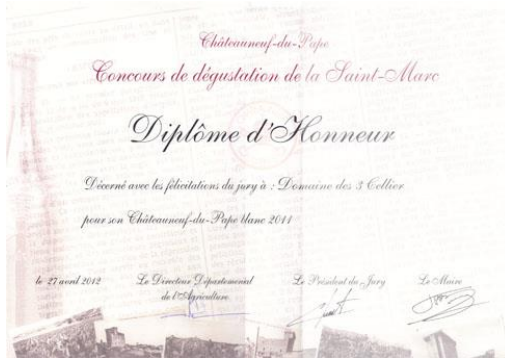 Châteauneuf-du-Pape
Concours de dégustation de la Saint-Marc
Diplôme d'Honneur
Décerné avec les félicitations du jury à : Domaine des 3 Cellier
pour son Châteauneuf-du-Pape blanc 2011
le 27 avril 2012
Le Directeur Départemental
de l'Agriculture
Le Président du Jury
Le Maire